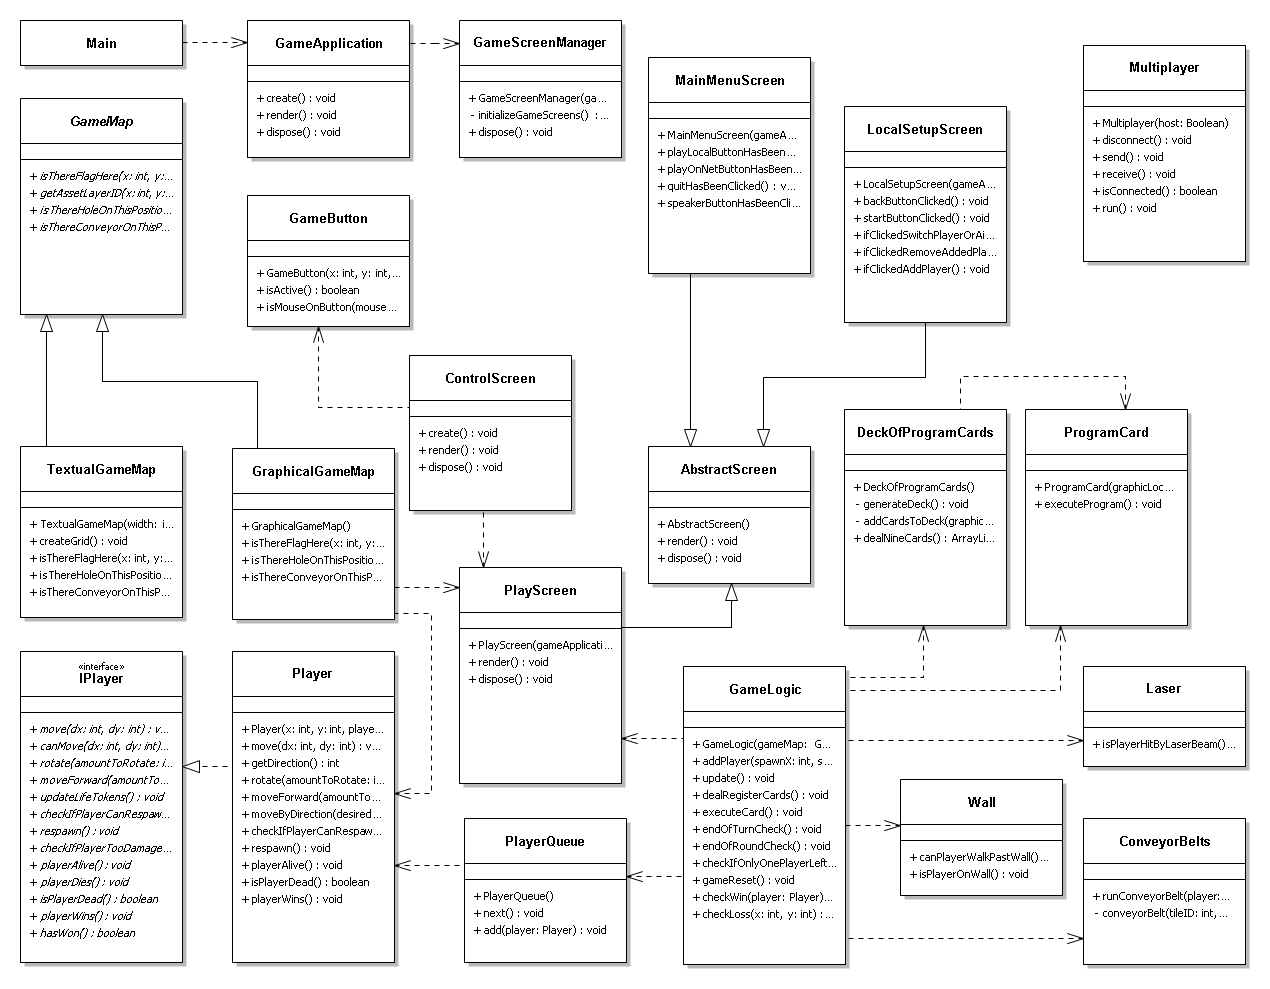 Main
GameApplication
+ create() : void
+ render() : void
+ dispose() : void
GameScreenManager
+ GameScreenManager(ga...
- initializeGameScreens() : ...
+ dispose() : void
MainMenuScreen
+ MainMenuScreen(gameA...
+ playLocalButtonHasBeen...
+ playOnNetButtonHasBeen...
+ quitHasBeenClicked() : v...
+ speakerButtonHasBeenCli...
LocalSetupScreen
+ LocalSetupScreen(gameA...
+ backButtonClicked() : void
+ startButtonClicked() : void
+ ifClickedSwitchPlayerOrAi...
+ ifClickedRemoveAddedPla...
+ ifClickedAddPlayer() : void
Multiplayer
+ Multiplayer(host: Boolean)
+ disconnect() : void
+ send() : void
+ receive() : void
+ isConnected() : boolean
+ run() : void
GameMap
+ isThereFlagHere(x: int, y:...
+ getAssetLayerID(x: int, y:...
+ isThereHoleOnThisPositio...
+ isThereConveyorOnThisP...
GameButton
+ GameButton(x: int, y: int,...
+ isActive() : boolean
+ isMouseOnButton(mouse...
ControlScreen
+ create() : void
+ render() : void
+ dispose() : void
TextualGameMap
+ TextualGameMap(width: i...
+ createGrid() : void
+ isThereFlagHere(x: int, y:...
+ isThereHoleOnThisPositio...
+ isThereConveyorOnThisP...
GraphicalGameMap
+ GraphicalGameMap()
+ isThereFlagHere(x: int, y:...
+ isThereHoleOnThisPositio...
+ isThereConveyorOnThisP...
AbstractScreen
+ AbstractScreen()
+ render() : void
+ dispose() : void
DeckOfProgramCards
+ DeckOfProgramCards()
- generateDeck() : void
- addCardsToDeck(graphic...
+ dealNineCards() : ArrayLi...
ProgramCard
+ ProgramCard(graphicLoc...
+ executeProgram() : void
PlayScreen
+ PlayScreen(gameApplicati...
+ render() : void
+ dispose() : void
«interface»
IPlayer
+ move(dx: int, dy: int) : v...
+ canMove(dx: int, dy: int)...
+ rotate(amountToRotate: i...
+ moveForward(amountTo...
+ updateLifeTokens() : void
+ checkIfPlayerCanRespaw...
+ respawn() : void
+ checkIfPlayerTooDamage...
+ playerAlive() : void
+ playerDies() : void
+ isPlayerDead() : boolean
+ playerWins() : void
+ hasWon() : boolean
Player
+ Player(x: int, y: int, playe...
+ move(dx: int, dy: int) : v...
+ getDirection() : int
+ rotate(amountToRotate: i...
+ moveForward(amountTo...
+ moveByDirection(desired...
+ checkIfPlayerCanRespaw...
+ respawn() : void
+ playerAlive() : void
+ isPlayerDead() : boolean
+ playerWins() : void
PlayerQueue
+ PlayerQueue()
+ next() : void
+ add(player: Player) : void
GameLogic
+ GameLogic(gameMap: G...
+ addPlayer(spawnX: int, s...
+ update() : void
+ dealRegisterCards() : void
+ executeCard() : void
+ endOfTurnCheck() : void
+ endOfRoundCheck() : void
+ checkIfOnlyOnePlayerLeft...
+ gameReset() : void
+ checkWin(player: Player)...
+ checkLoss(x: int, y: int) : ...
Laser
+ isPlayerHitByLaserBeam()...
Wall
+ canPlayerWalkPastWall()...
+ isPlayerOnWall() : void
ConveyorBelts
+ runConveyorBelt(player:...
- conveyorBelt(tileID: int,...